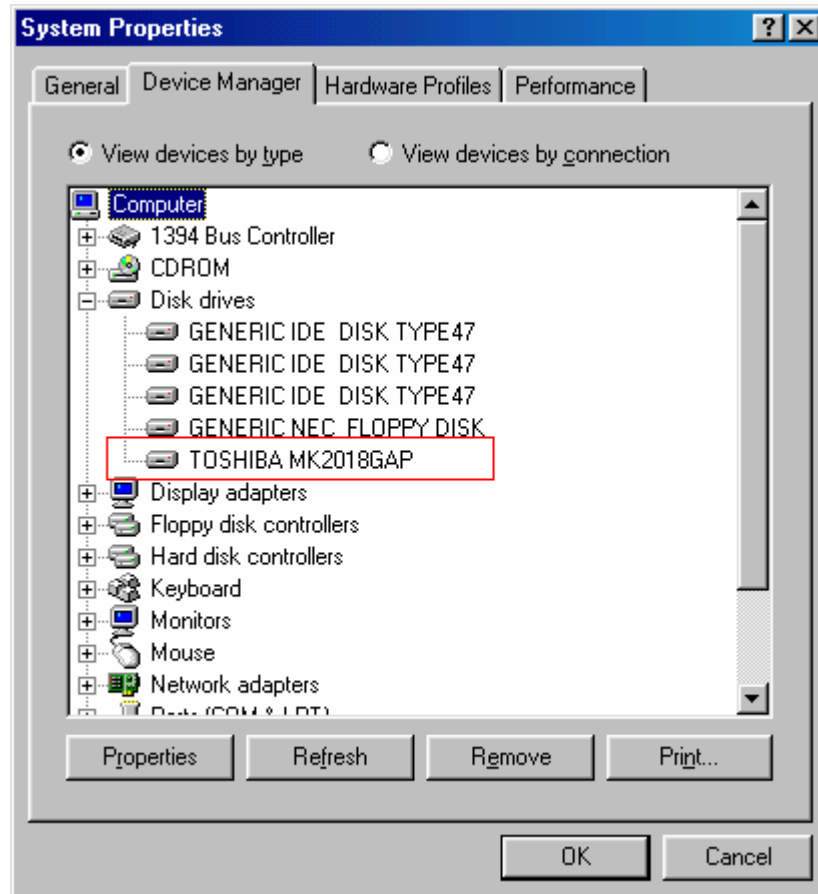 System Properties
General Device Manager Hardware Profiles Performance
View devices by type View devices by connection
Computer
1394 Bus Controller
CDROM
Disk drives
GENERIC IDE DISK TYPE47
GENERIC IDE DISK TYPE47
GENERIC IDE DISK TYPE47
GENERIC NEC FLOPPY DISK
TOSHIBA MK2018GAP
Display adapters
Floppy disk controllers
Hard disk controllers
Keyboard
Monitors
Mouse
Network adapters
Ports (COM & LPT)
Properties Refresh Remove Print...
OK Cancel